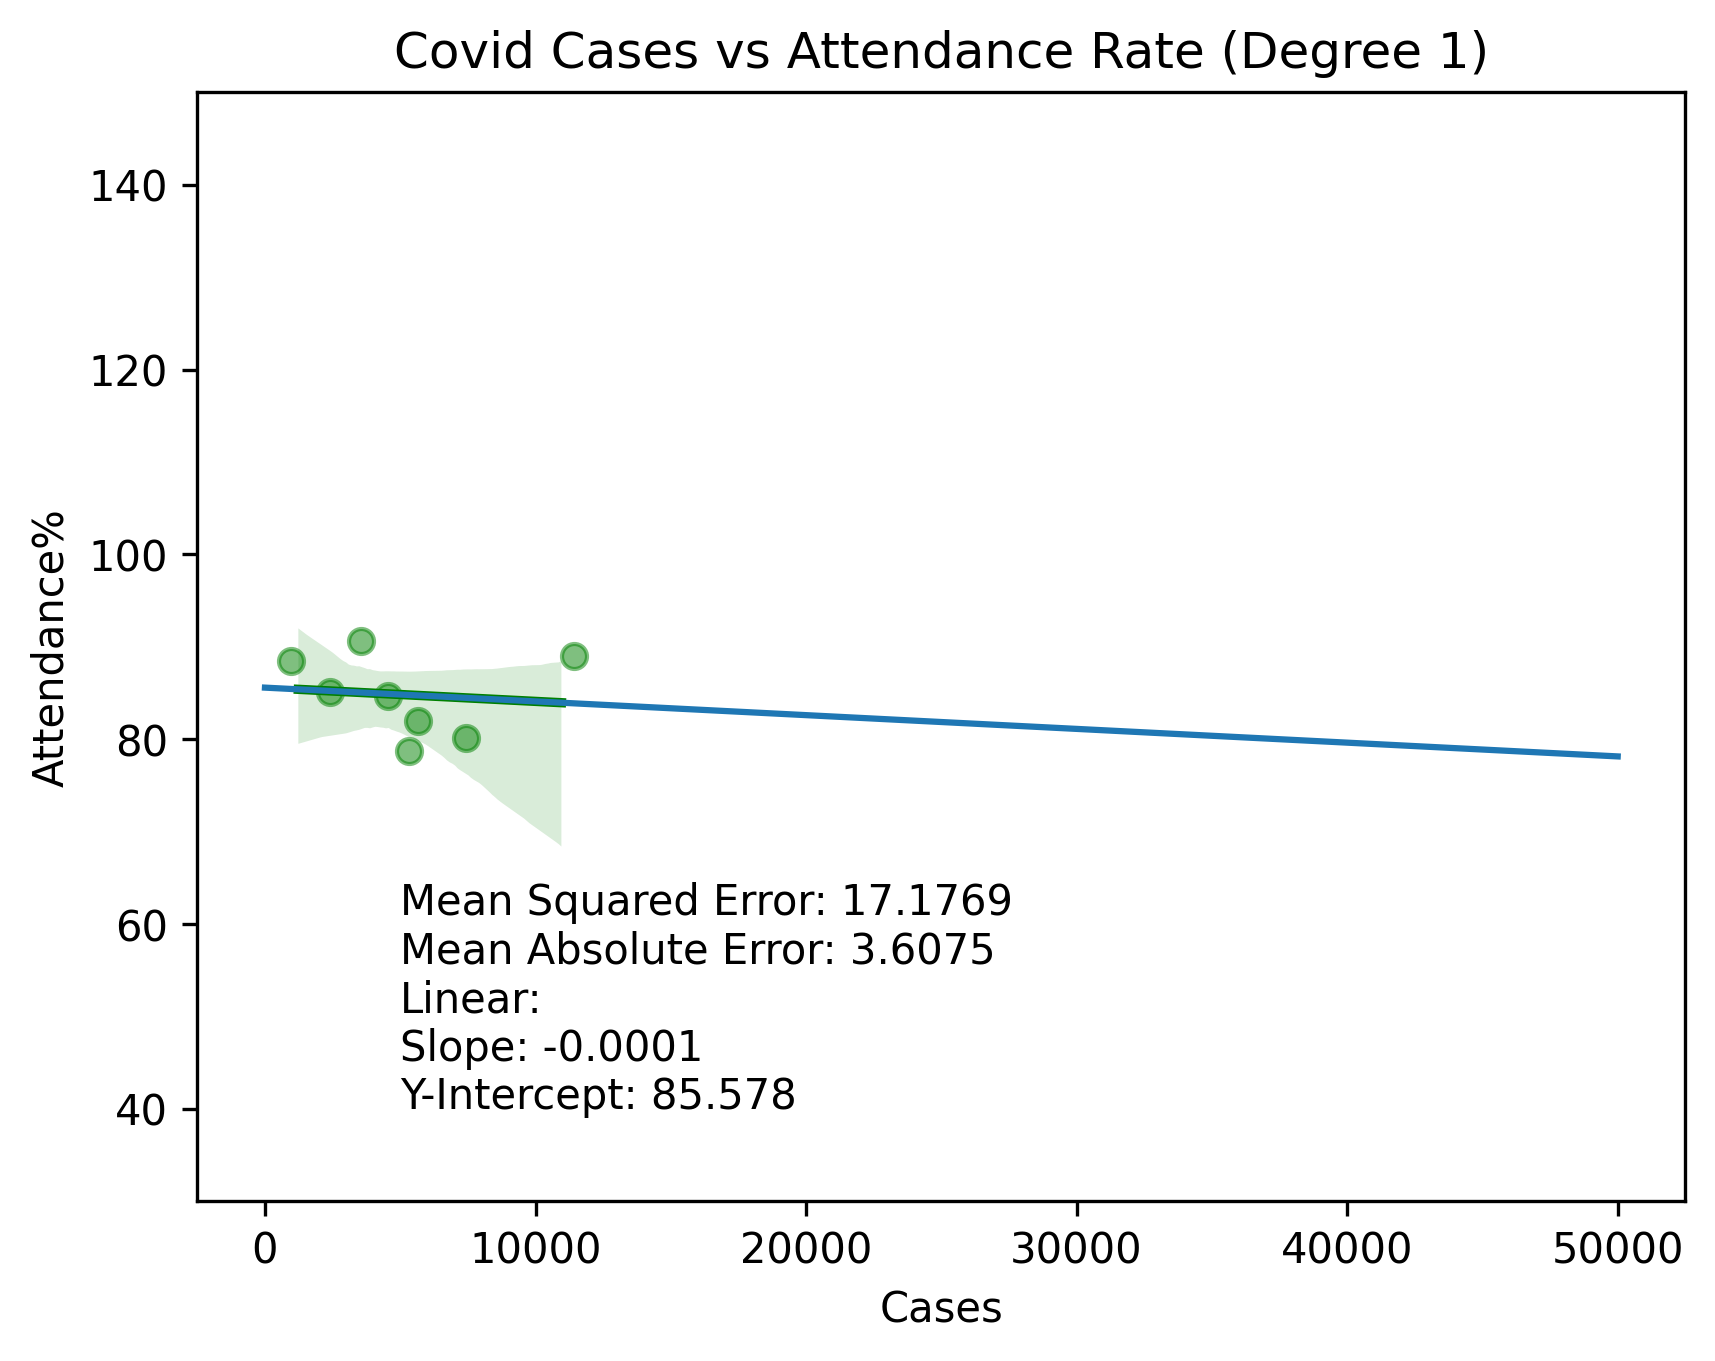 Covid Cases vs Attendance Rate (Degree 1)
140
120
100
80
60
40
Attendance%
Mean Squared Error: 17.1769
Mean Absolute Error: 3.6075
Linear:
Slope: -0.0001
Y-Intercept: 85.578
0 10000 20000 30000 40000 50000
Cases